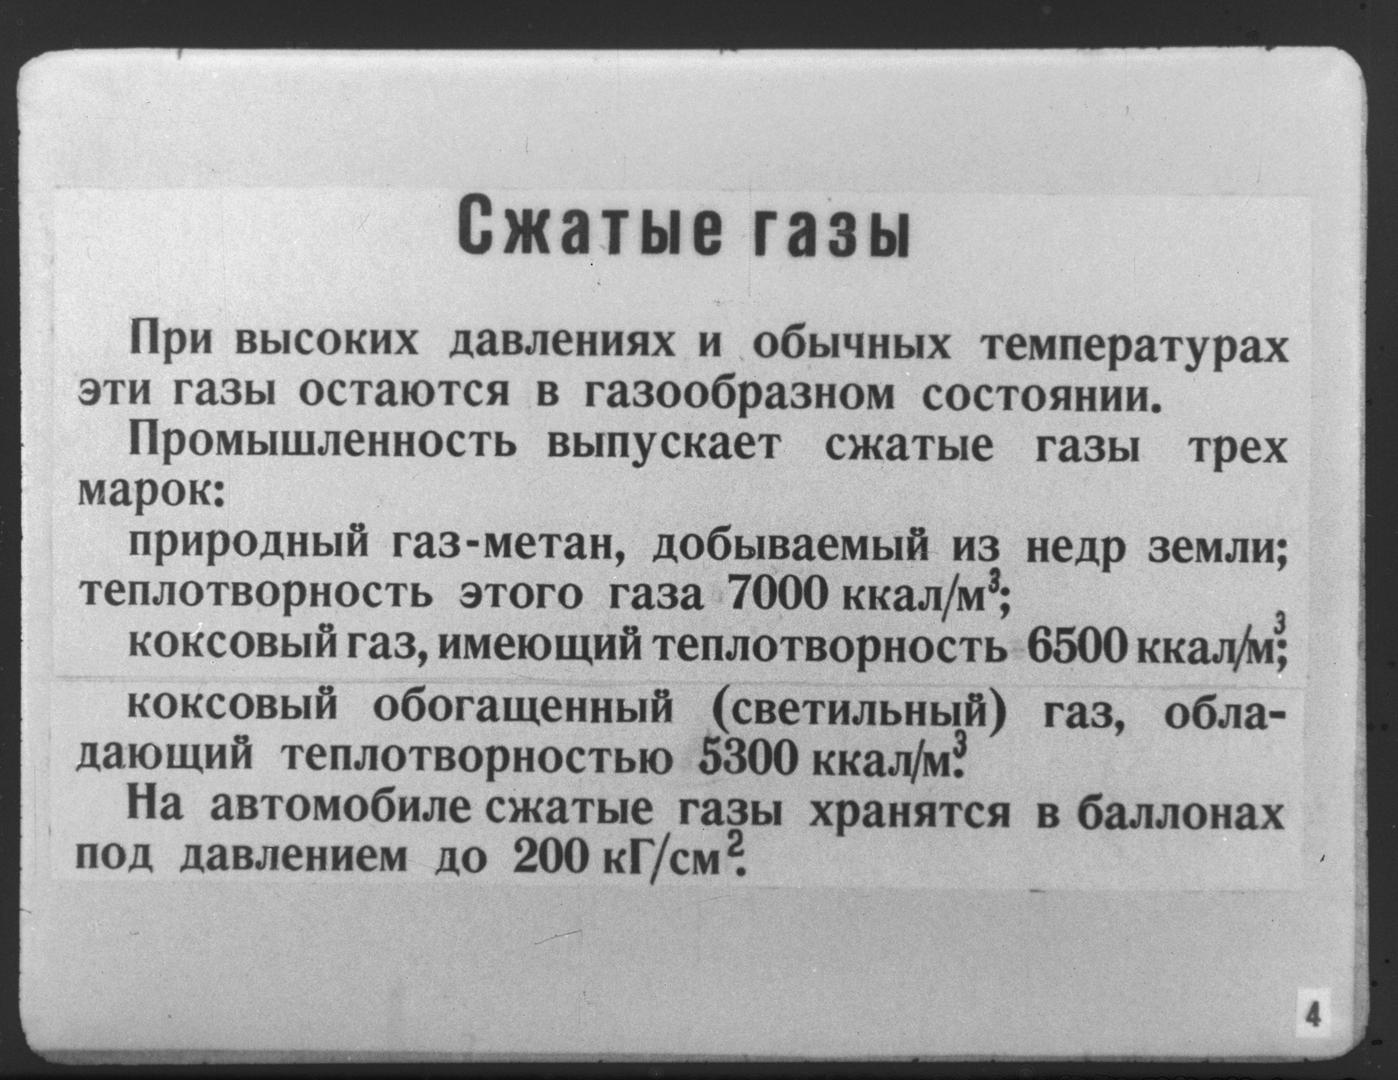 Сжатые газы
При высоких давлениях и обычных температурах
эти газы остаются в газообразном состоянии.
Промышленность выпускает сжатые газы трех
марок:
природный газ-метан, добываемый из недр земли;
теплотворность этого газа 7000 ккал/м³;
коксовый газ, имеющий теплотворность 6500 ккал/м³;
коксовый обогащенный (светильный) газ, обла-
дающий теплотворностью 5300 ккал/м³.
На автомобиле сжатые газы хранятся в баллонах
под давлением до 200 кГ/см².
4